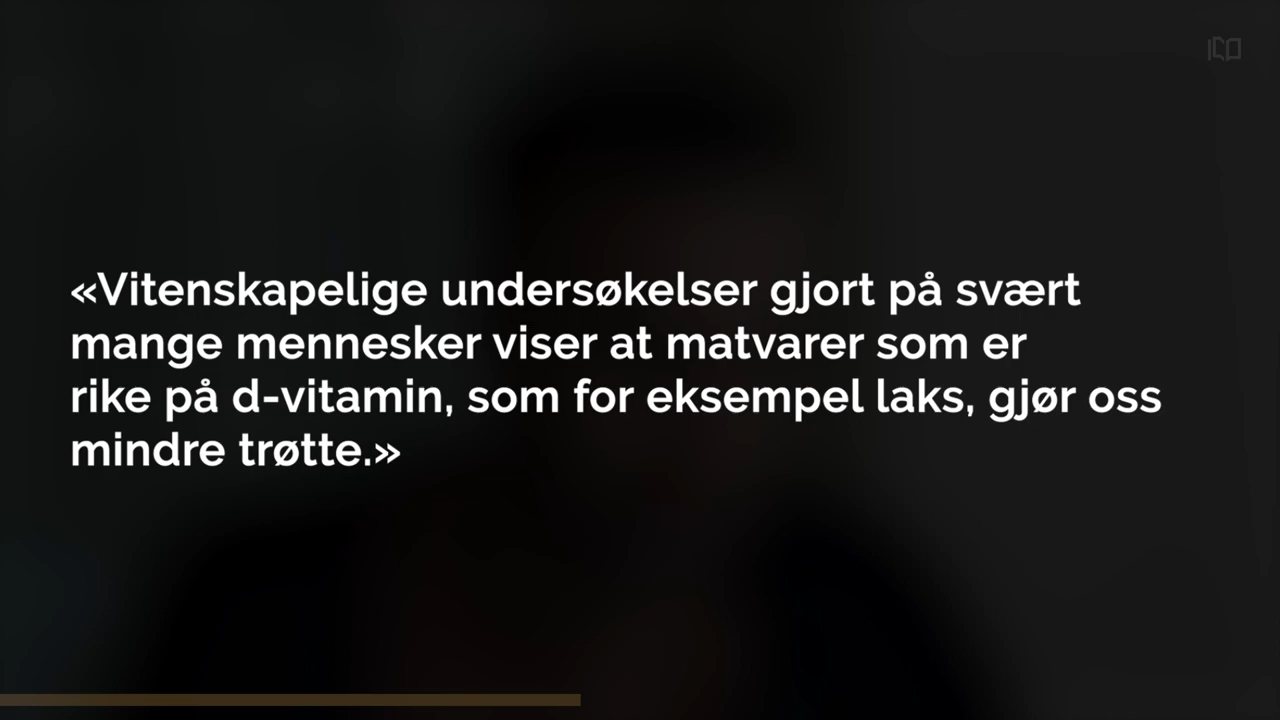 «Vitenskapelige undersøkelser gjort på svært
mange mennesker viser at matvarer som er
rike på d-vitamin, som for eksempel laks, gjør oss
mindre trøtte.»